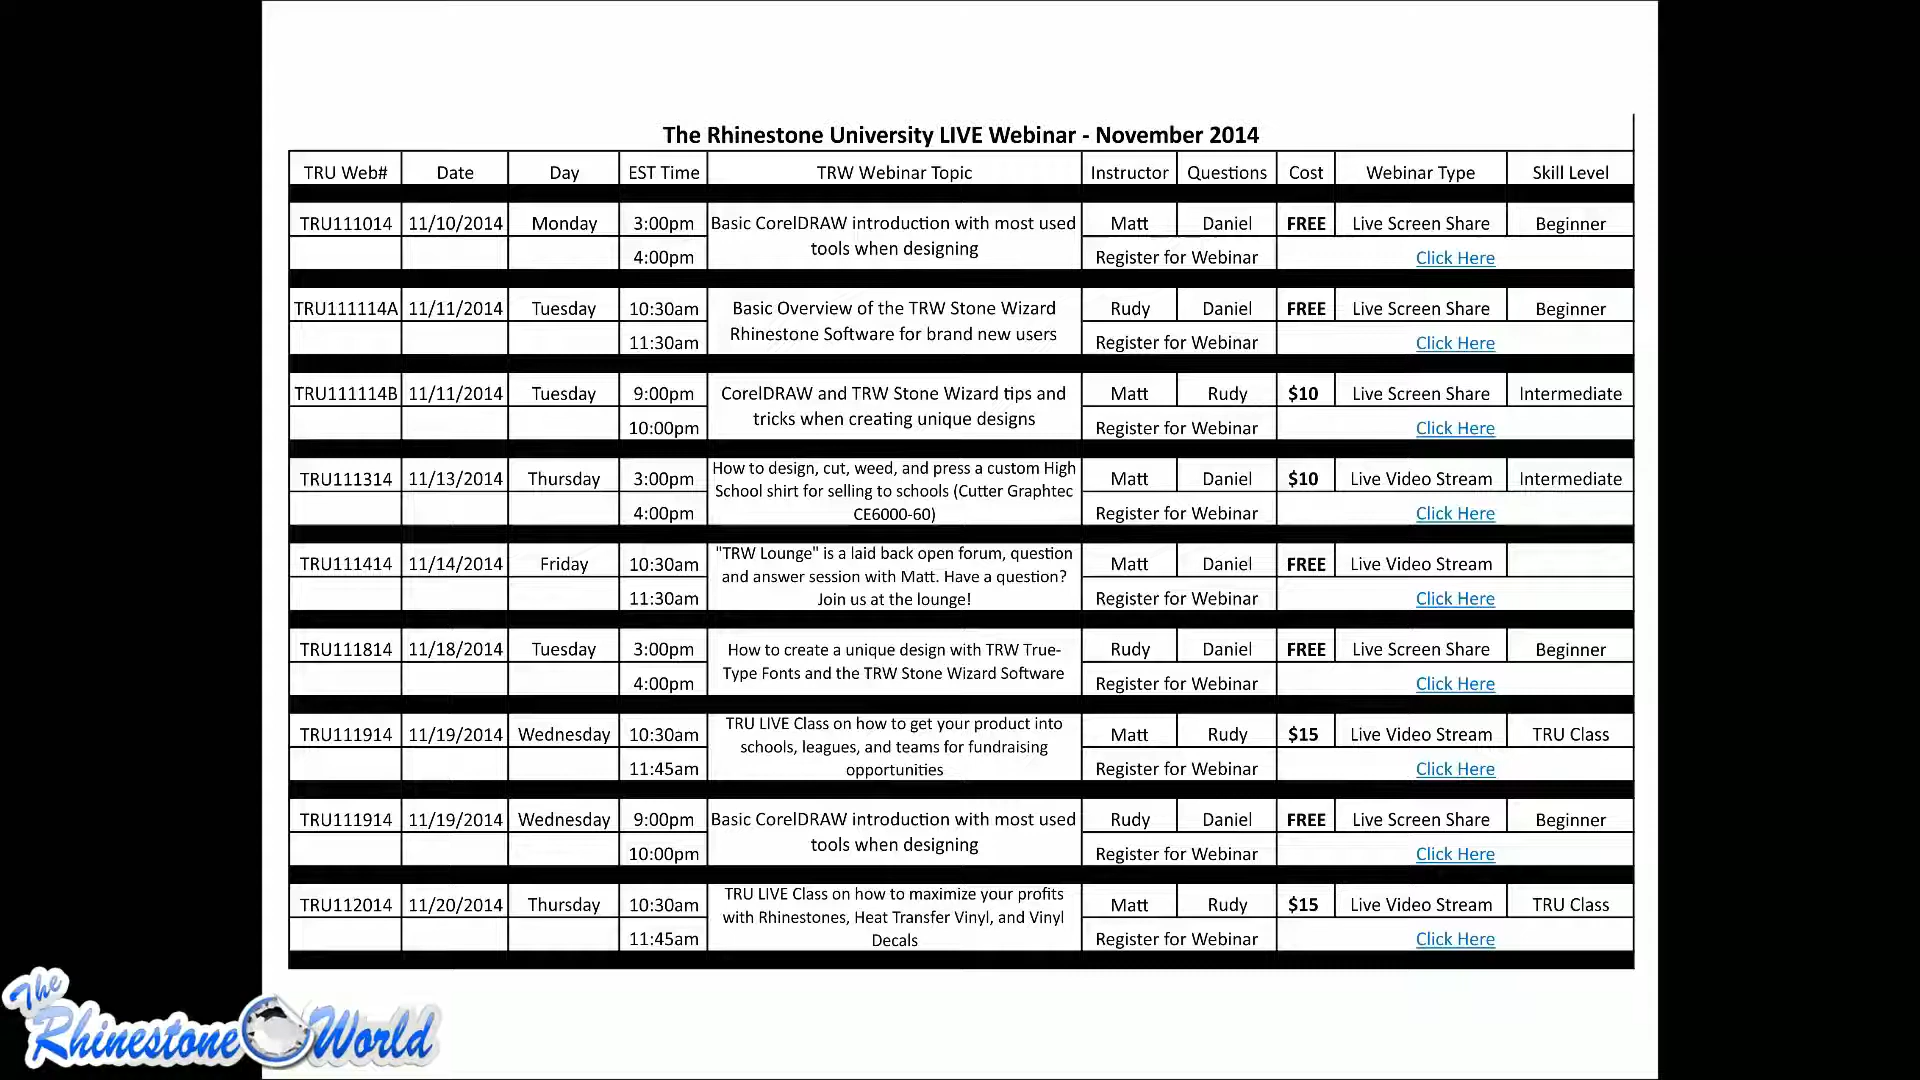 The Rhinestone University LIVE Webinar - November 2014
TRU Web# Date Day EST Time TRW Webinar Topic Instructor Questions Cost Webinar Type Skill Level
TRU111014 11/10/2014 Monday 3:00pm Basic CorelDRAW introduction with most used Matt Daniel FREE Live Screen Share Beginner
tools when designing
4:00pm Register for Webinar Click Here
TRU111114A 11/11/2014 Tuesday 10:30am Basic Overview of the TRW Stone Wizard Rudy Daniel FREE Live Screen Share Beginner
Rhinestone Software for brand new users
11:30am Register for Webinar Click Here
TRU111114B 11/11/2014 Tuesday 9:00pm CorelDRAW and TRW Stone Wizard tips and Matt Rudy $10 Live Screen Share Intermediate
tricks when creating unique designs
10:00pm Register for Webinar Click Here
How to design, cut, weed, and press a custom High
TRU111314 11/13/2014 Thursday 3:00pm School shirt for selling to schools (Cutter Graphtec Matt Daniel $10 Live Video Stream Intermediate
4:00pm CE6000-60) Register for Webinar Click Here
"TRW Lounge" is a laid back open forum, question
TRU111414 11/14/2014 Friday 10:30am and answer session with Matt. Have a question? Matt Daniel FREE Live Video Stream
11:30am Join us at the lounge! Register for Webinar Click Here
TRU111814 11/18/2014 Tuesday 3:00pm How to create a unique design with TRW True- Rudy Daniel FREE Live Screen Share Beginner
Type Fonts and the TRW Stone Wizard Software
4:00pm Register for Webinar Click Here
TRU LIVE Class on how to get your product into
TRU111914 11/19/2014 Wednesday 10:30am schools, leagues, and teams for fundraising Matt Rudy $15 Live Video Stream TRU Class
11:45am opportunities Register for Webinar Click Here
TRU111914 11/19/2014 Wednesday 9:00pm Basic CorelDRAW introduction with most used Rudy Daniel FREE Live Screen Share Beginner
tools when designing
10:00pm Register for Webinar Click Here
TRU LIVE Class on how to maximize your profits
TRU112014 11/20/2014 Thursday 10:30am with Rhinestones, Heat Transfer Vinyl, and Vinyl Matt Rudy $15 Live Video Stream TRU Class
11:45am Decals Register for Webinar Click Here
The
Rhinestone World